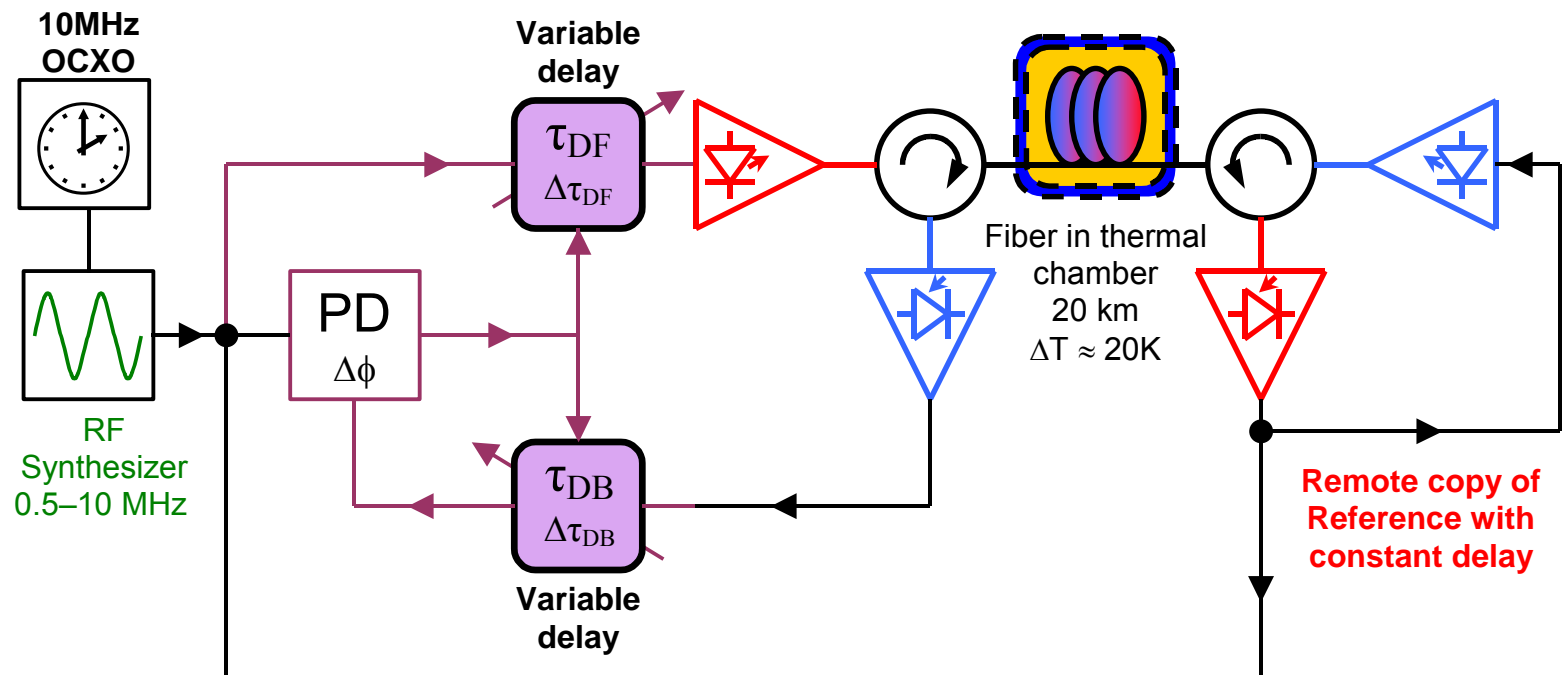 10MHz
OCXO
RF
Synthesizer
0.5–10 MHz
PD
Δϕ
Variable
delay
τDF
ΔτDF
τDB
ΔτDB
Variable
delay
Fiber in thermal
chamber
20 km
ΔT ≈ 20K
Remote copy of
Reference with
constant delay